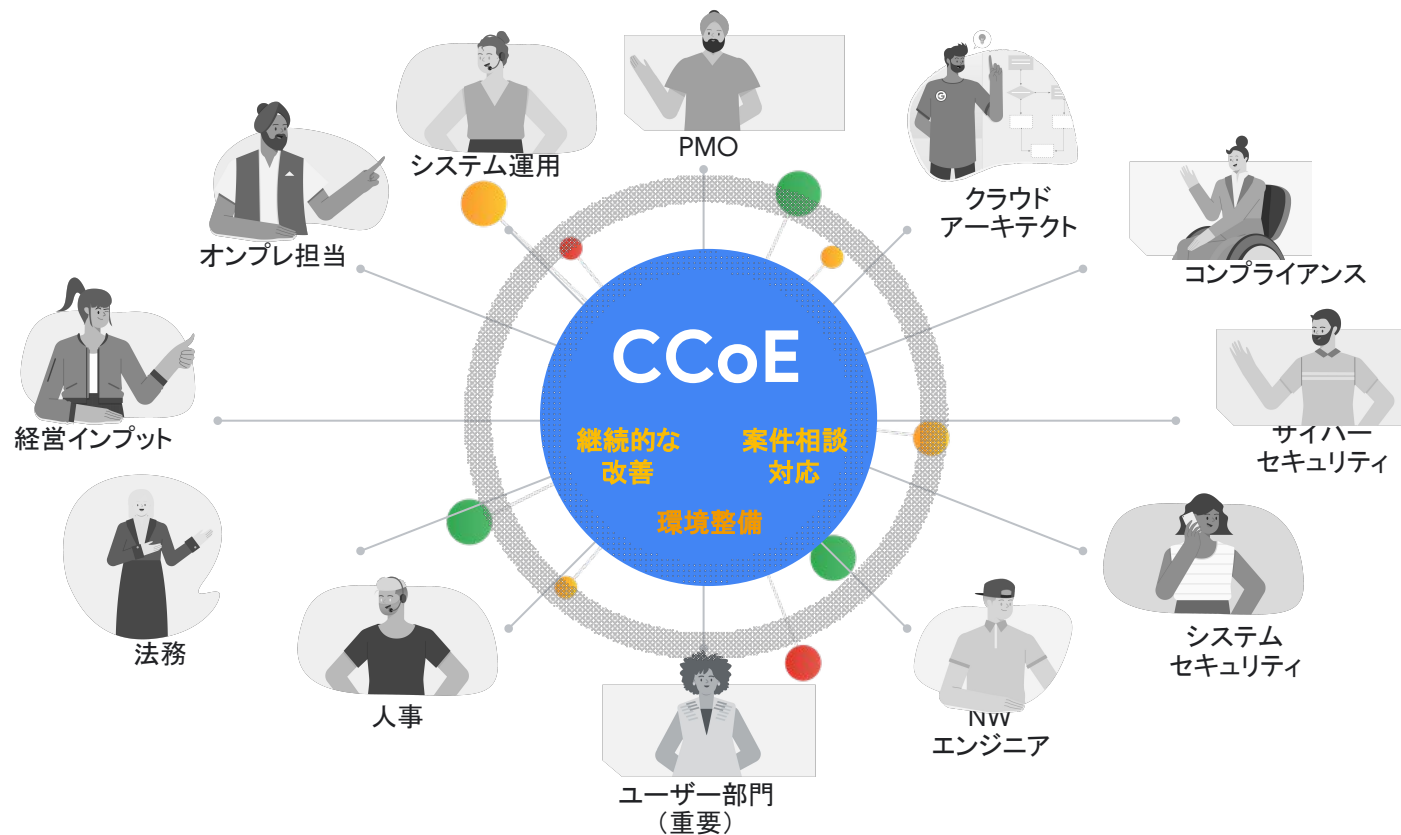 PMO
システム運用
クラウド
アーキテクト
オンプレ担当
コンプライアンス
CCoE
経営インプット
継続的な
改善
案件相談
対応
サイバー
セキュリティ
環境整備
法務
システム
セキュリティ
人事
NW
エンジニア
ユーザー部門
（重要）